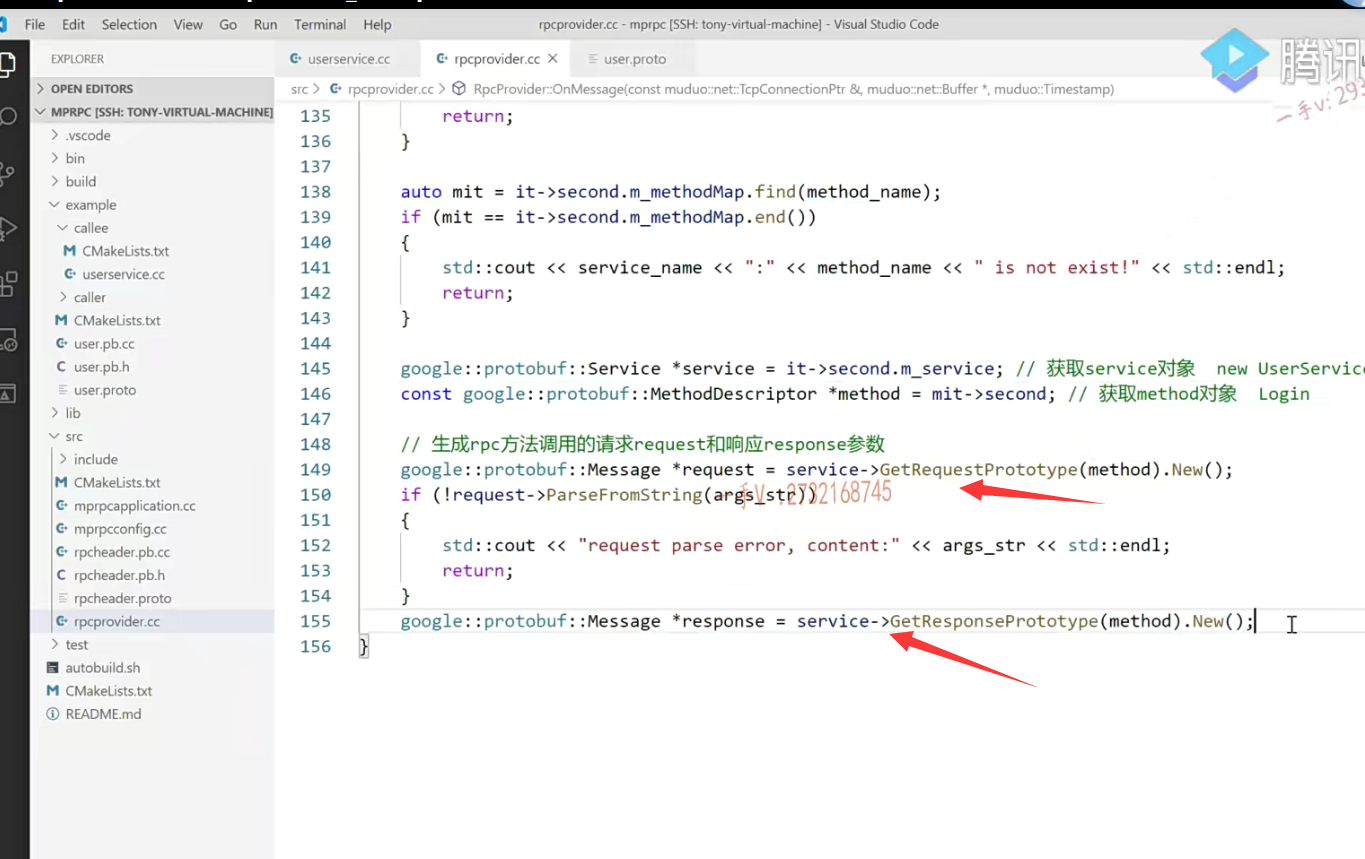 File Edit Selection View Go Run Terminal Help rpcprovider.cc - mprpc [SSH: tony-virtual-machine] - Visual Studio Code
EXPLORER
OPEN EDITORS
MPRPC [SSH: TONY-VIRTUAL-MACHINE]
.vscode
bin
build
example
callee
CMakeLists.txt
userservice.cc
caller
CMakeLists.txt
user.pb.cc
user.pb.h
user.proto
lib
src
include
CMakeLists.txt
mprpcapplication.cc
mprpcconfig.cc
rpcheader.pb.cc
rpcheader.pb.h
rpcheader.proto
rpcprovider.cc
test
autobuild.sh
CMakeLists.txt
README.md
userservice.cc rpcprovider.cc user.proto
腾讯
一手v: 293
src > rpcprovider.cc > RpcProvider::OnMessage(const muduo::net::TcpConnectionPtr &, muduo::net::Buffer *, muduo::Timestamp)
135 return;
136 }
137
138 auto mit = it->second.m_methodMap.find(method_name);
139 if (mit == it->second.m_methodMap.end())
140 {
141 std::cout << service_name << ":" << method_name << " is not exist!" << std::endl;
142 return;
143 }
144
145 google::protobuf::Service *service = it->second.m_service; // 获取service对象 new UserService
146 const google::protobuf::MethodDescriptor *method = mit->second; // 获取method对象 Login
147
148 // 生成rpc方法调用的请求request和响应response参数
149 google::protobuf::Message *request = service->GetRequestPrototype(method).New();
150 if (!request->ParseFromString(args_str))
一手V:2732168745
151 {
152 std::cout << "request parse error, content:" << args_str << std::endl;
153 return;
154 }
155 google::protobuf::Message *response = service->GetResponsePrototype(method).New();
156 }